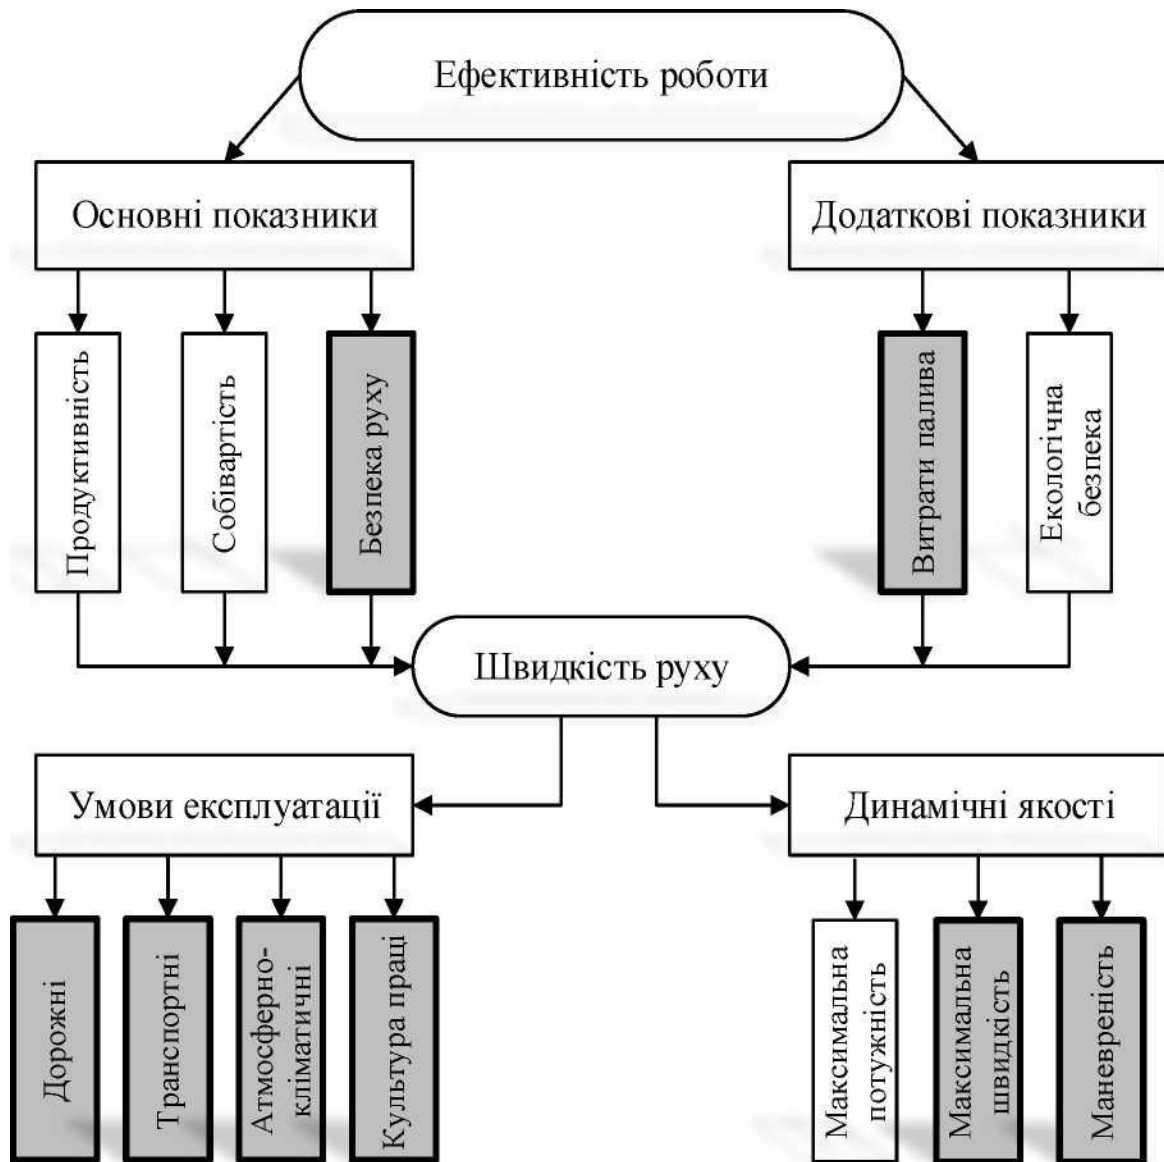 Ефективність роботи
Основні показники
Додаткові показники
Продуктивність
Собівартість
Безпека руху
Витрати палива
Екологічна
безпека
Швидкість руху
Умови експлуатації
Динамічні якості
Дорожні
Транспортні
Атмосферно-
кліматичні
Культура праці
Максимальна
потужність
Максимальна
швидкість
Маневреність